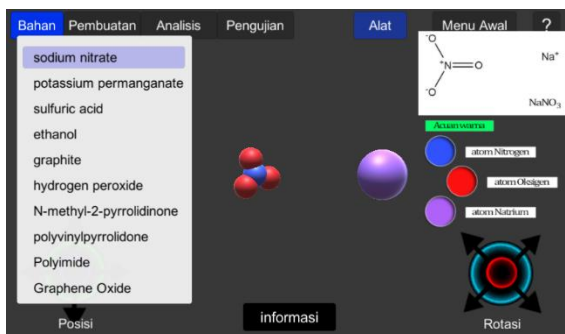 Bahan Pembuatan Analisis Pengujian Alat Menu Awal ?
sodium nitrate
potassium permanganate
sulfuric acid
ethanol
graphite
hydrogen peroxide
N-methyl-2-pyrrolidinone
polyvinylpyrrolidone
Polyimide
Graphene Oxide
⁻O
⁺N O
⁻O
Na⁺
NaNO₃
Acuan warna
atom Nitrogen
atom Oksigen
atom Natrium
Posisi
informasi
Rotasi